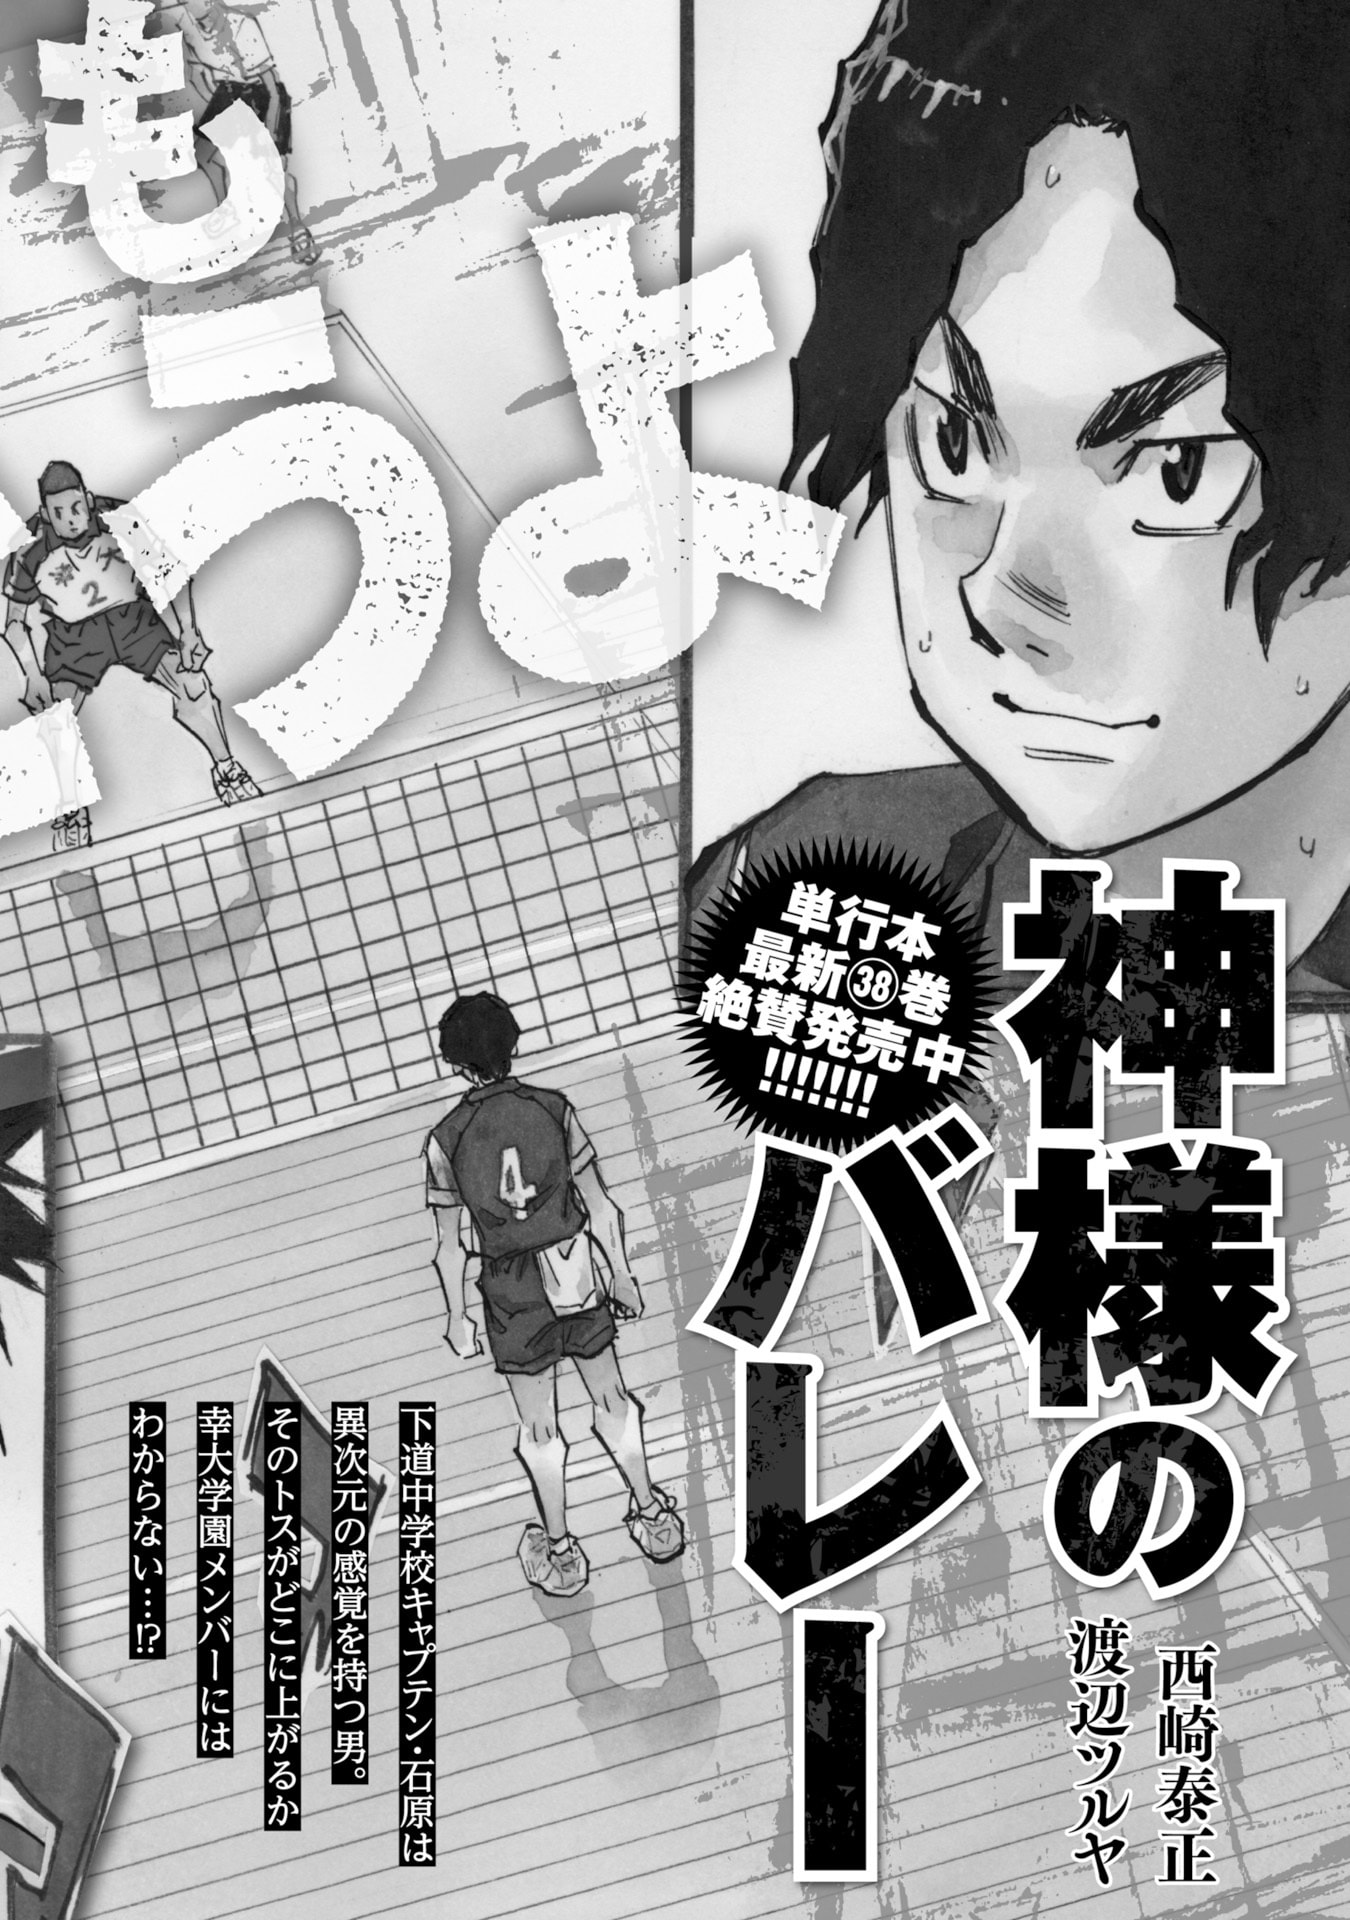 もう
よ
単行本
最新㊳巻
絶賛発売中
!!!!!!!
神様の
バレー
渡辺ツルヤ
西崎泰正
下道中学校キャプテン・石原は
異次元の感覚を持つ男。
そのトスがどこに上がるか
幸大学園メンバーには
わからない…!?
2
4